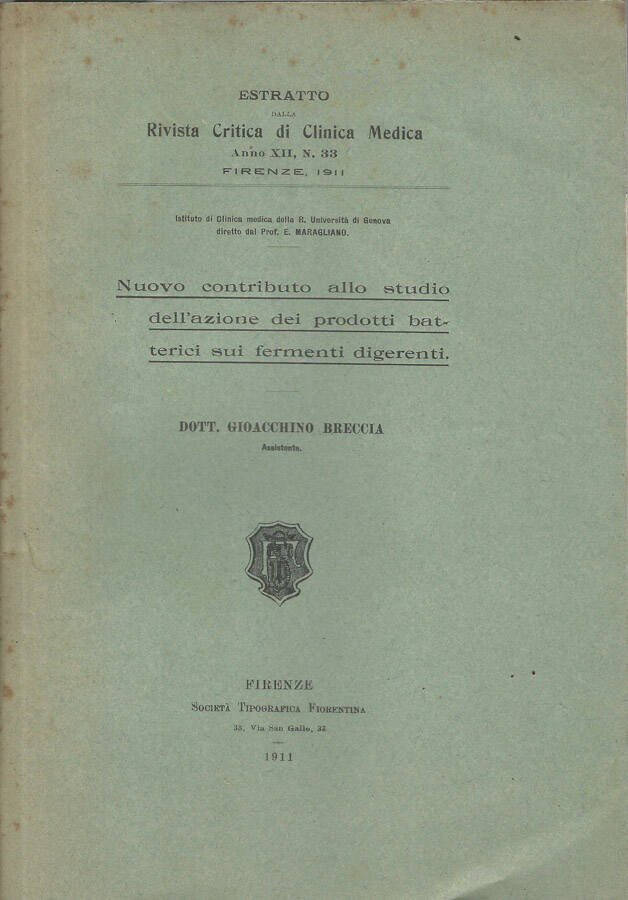 ESTRATTO
DALLA
Rivista Critica di Clinica Medica
Anno XII, N. 33
FIRENZE, 1911
Istituto di Clinica medica della R. Università di Genova
diretto dal Prof. E. MARAGLIANO.
Nuovo contributo allo studio
dell'azione dei prodotti bat-
terici sui fermenti digerenti.
DOTT. GIOACCHINO BRECCIA
Assistente.
FIRENZE
SOCIETÀ TIPOGRAFICA FIORENTINA
33, Via San Gallo, 33
1911